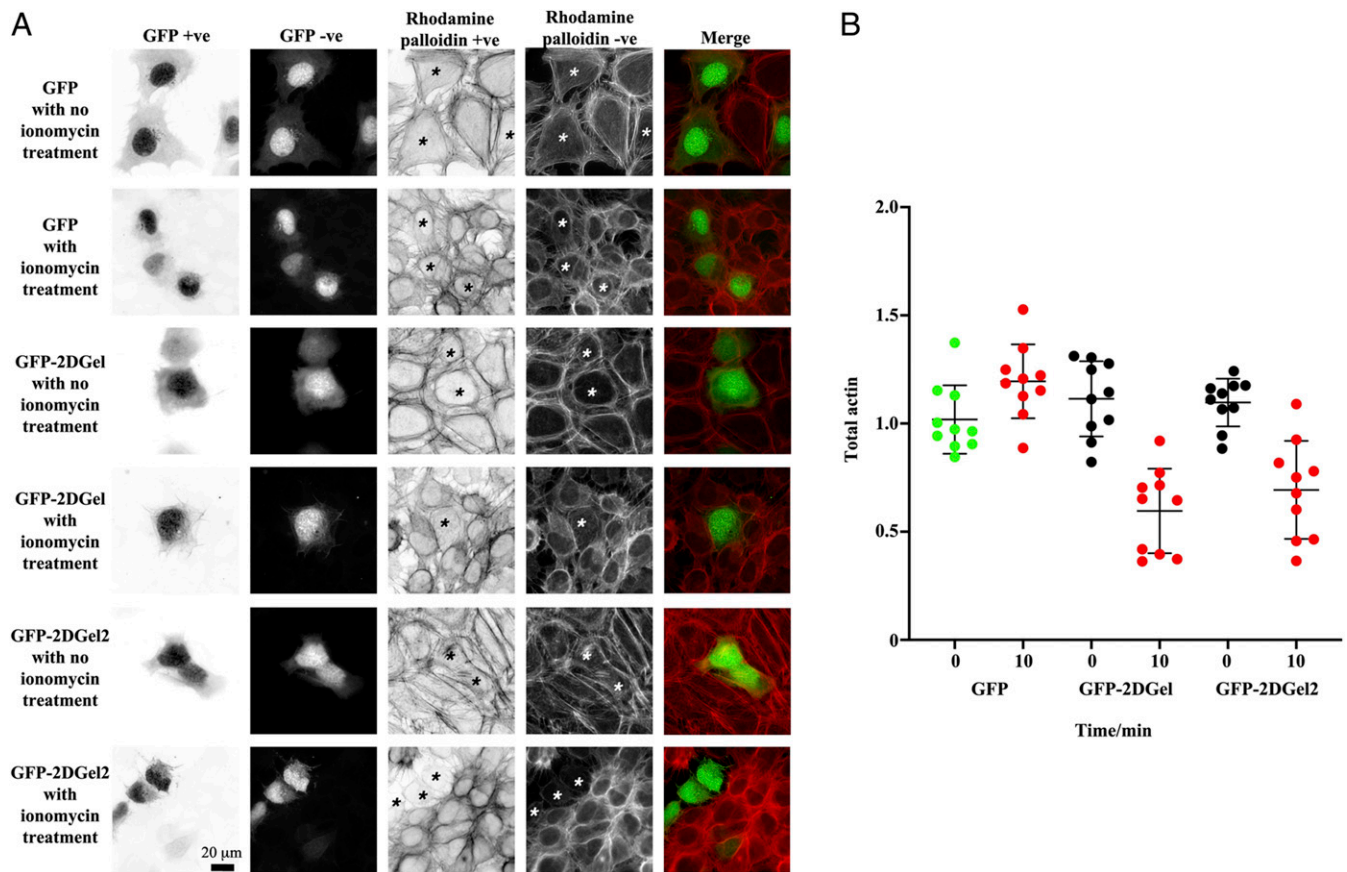 A
GFP +ve
GFP -ve
Rhodamine
palloidin +ve
Rhodamine
palloidin -ve
Merge
GFP
with no
ionomycin
treatment
GFP
with
ionomycin
treatment
GFP-2DGel
with no
ionomycin
treatment
GFP-2DGel
with
ionomycin
treatment
GFP-2DGel2
with no
ionomycin
treatment
GFP-2DGel2
with
ionomycin
treatment
20 µm
B
Total actin
2.0
1.5
1.0
0.5
0
0 10 0 10 0 10
GFP GFP-2DGel GFP-2DGel2
Time/min